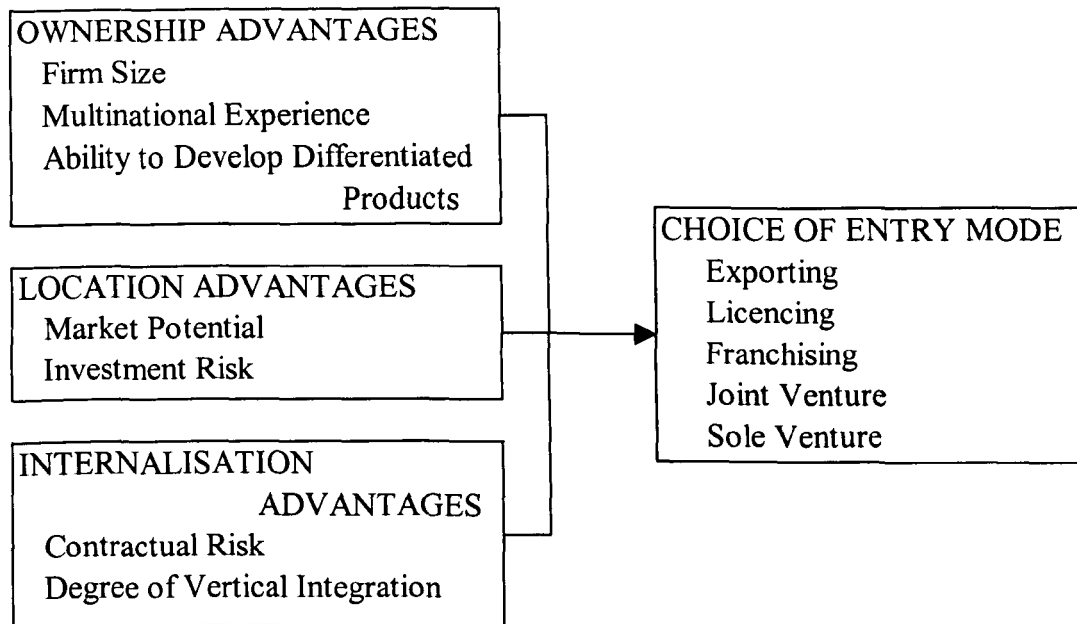 OWNERSHIP ADVANTAGES
Firm Size
Multinational Experience
Ability to Develop Differentiated
Products
LOCATION ADVANTAGES
Market Potential
Investment Risk
INTERNALISATION
ADVANTAGES
Contractual Risk
Degree of Vertical Integration
CHOICE OF ENTRY MODE
Exporting
Licencing
Franchising
Joint Venture
Sole Venture